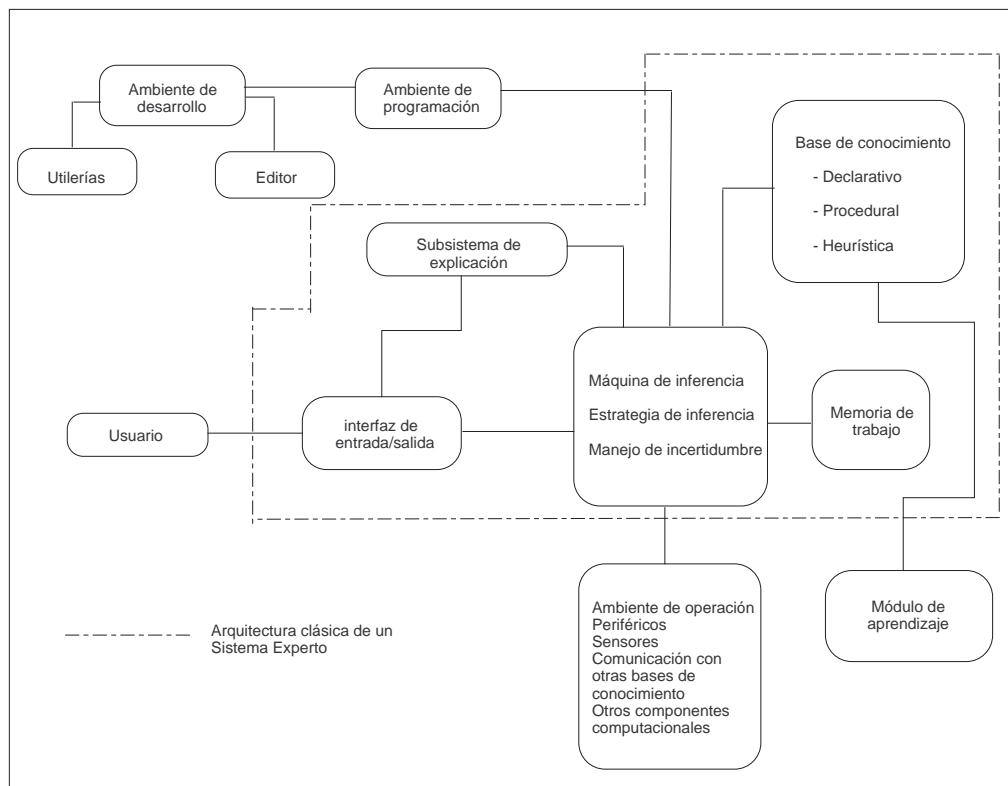 Ambiente de
desarrollo
Ambiente de
programación
Utilerías
Editor
Base de conocimiento
- Declarativo
- Procedural
- Heurística
Subsistema de
explicación
Máquina de inferencia
Estrategia de inferencia
Manejo de incertidumbre
Memoria de
trabajo
Usuario
interfaz de
entrada/salida
Ambiente de operación
Periféricos
Sensores
Comunicación con
otras bases de
conocimiento
Otros componentes
computacionales
Módulo de
aprendizaje
Arquitectura clásica de un
Sistema Experto